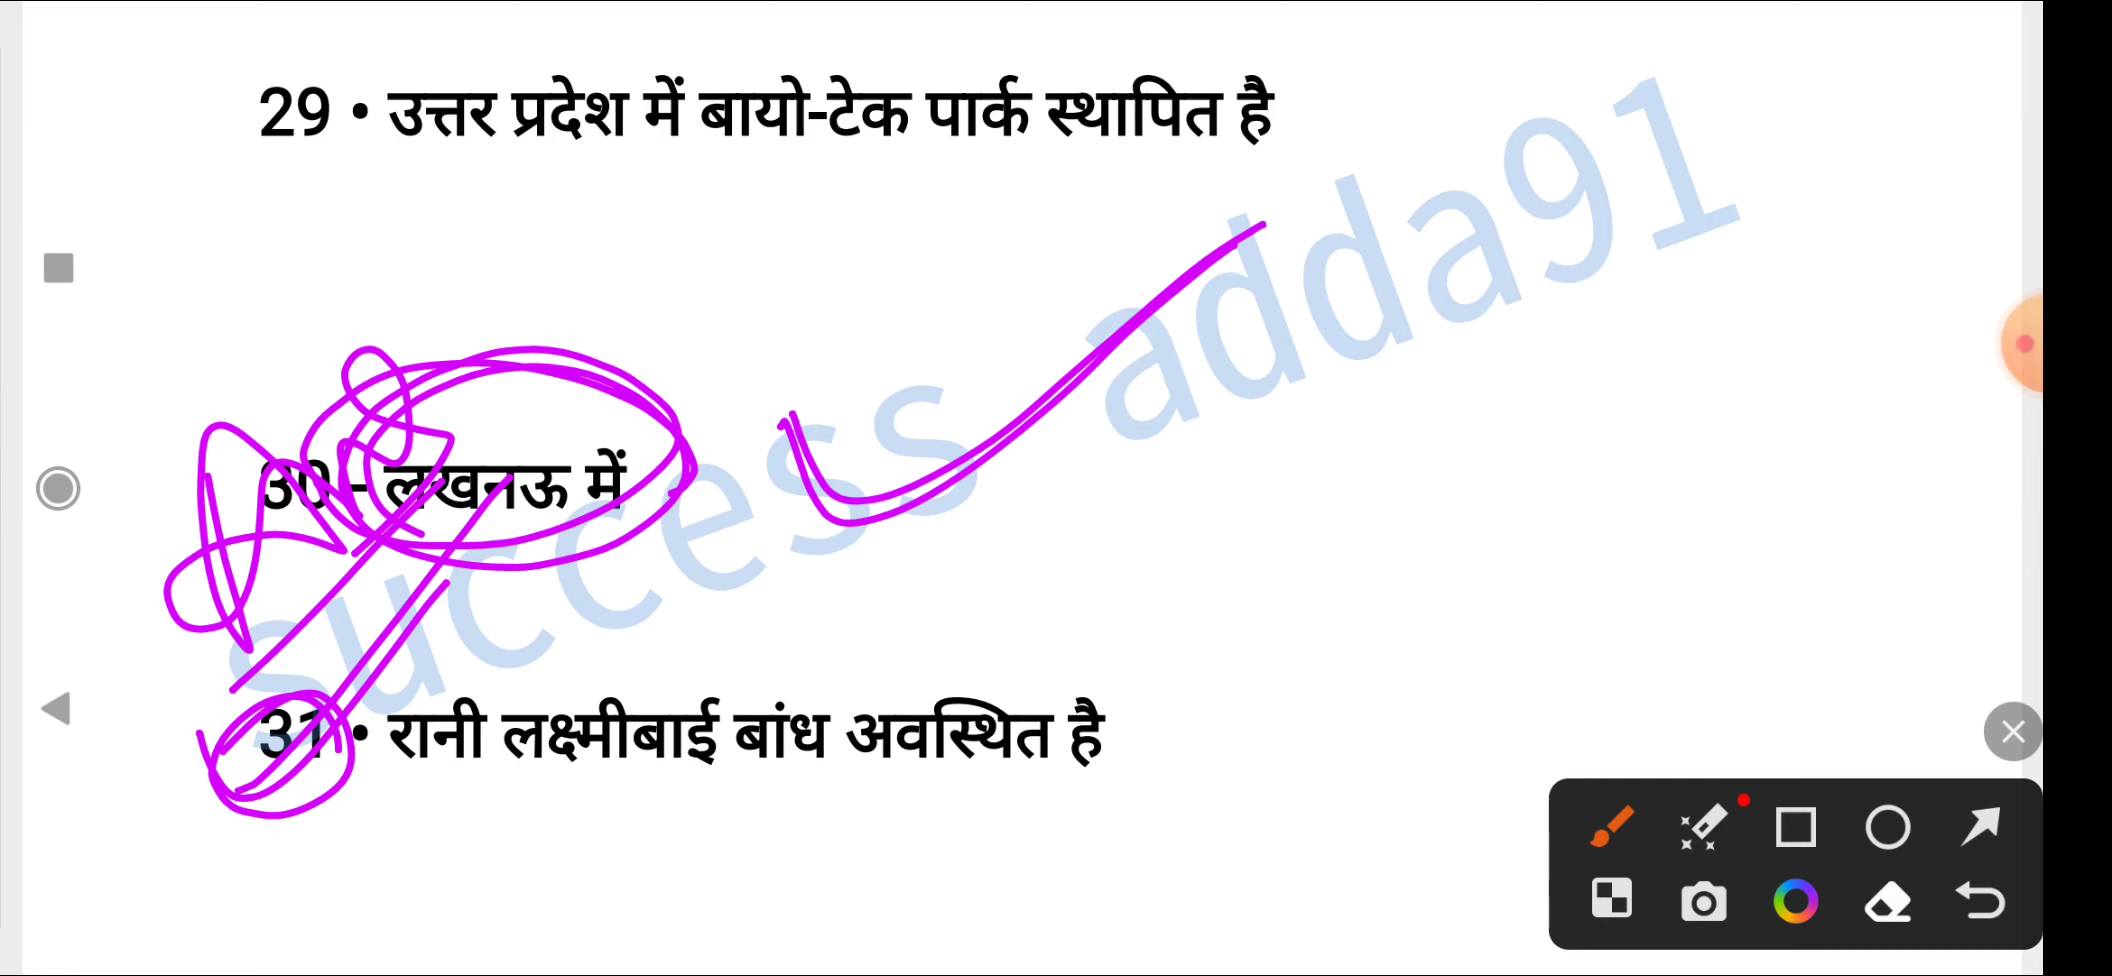 29 • उत्तर प्रदेश में बायो-टेक पार्क स्थापित है
30 - लखनऊ में
31 • रानी लक्ष्मीबाई बांध अवस्थित है
success adda91